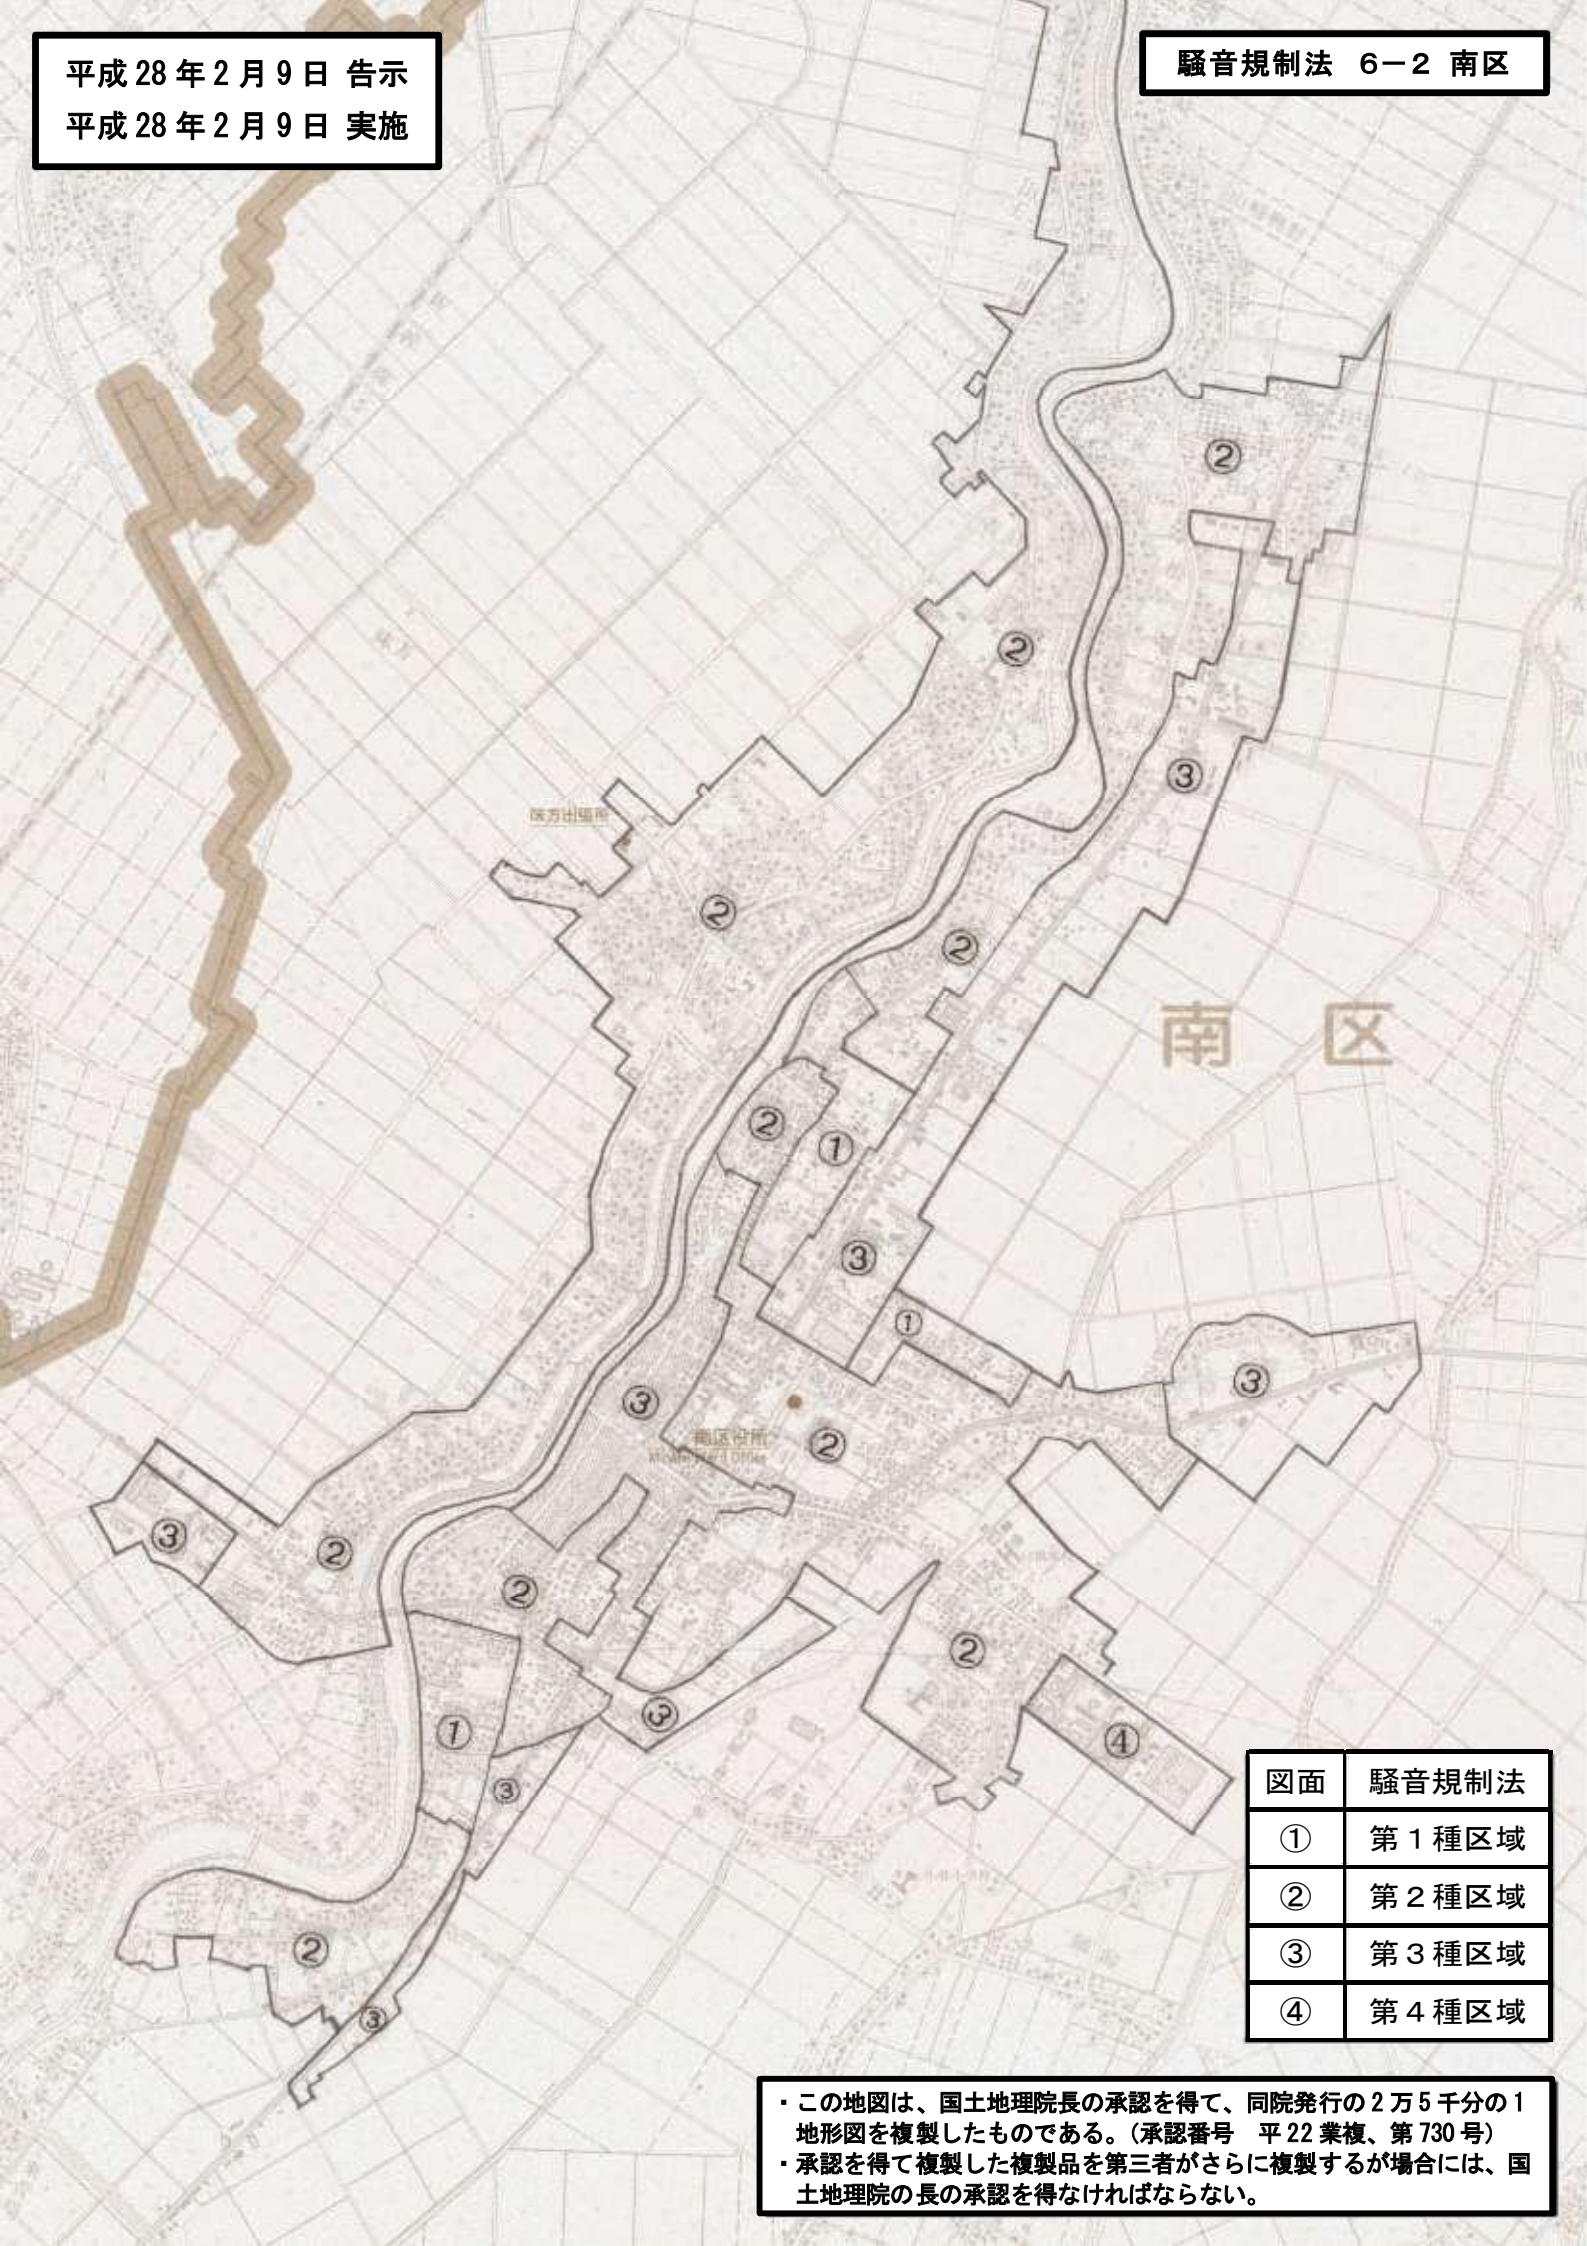 平成28年2月9日 告示
平成28年2月9日 実施
騒音規制法 6－2 南区
②
②
③
味方出張所
②
②
南 区
②
①
③
①
③
③
南区役所
②
③
②
②
②
③
①
④
③
②
③
図面 騒音規制法
① 第1種区域
② 第2種区域
③ 第3種区域
④ 第4種区域
・この地図は、国土地理院長の承認を得て、同院発行の2万5千分の1
地形図を複製したものである。（承認番号 平22業複、第730号）
・承認を得て複製した複製品を第三者がさらに複製するが場合には、国
土地理院の長の承認を得なければならない。